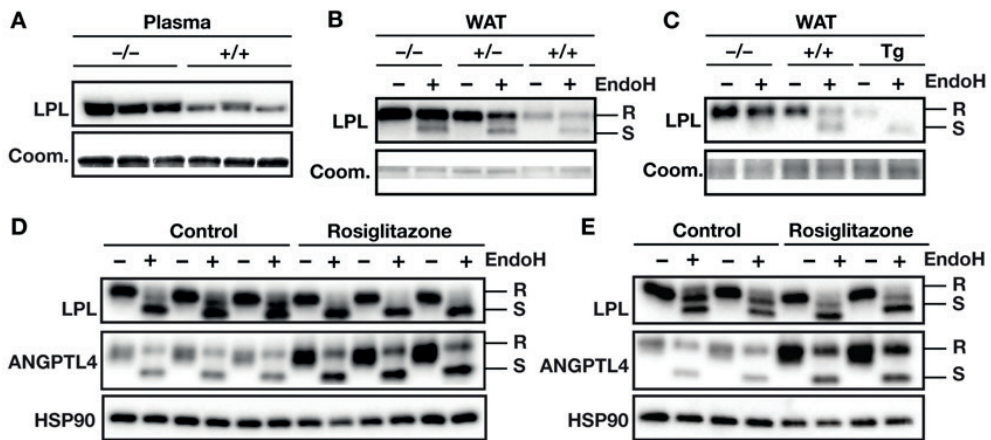 A
Plasma
–/– +/+
LPL
Coom.
B
WAT
–/– +/– +/+
– + – + – + EndoH
LPL R
S
Coom.
C
WAT
–/– +/+ Tg
– + – + – + EndoH
LPL R
S
Coom.
D
Control Rosiglitazone
– + – + – + – + – + – + EndoH
LPL R
S
ANGPTL4 R
S
HSP90
E
Control Rosiglitazone
– + – + – + – + EndoH
LPL R
S
ANGPTL4 R
S
HSP90